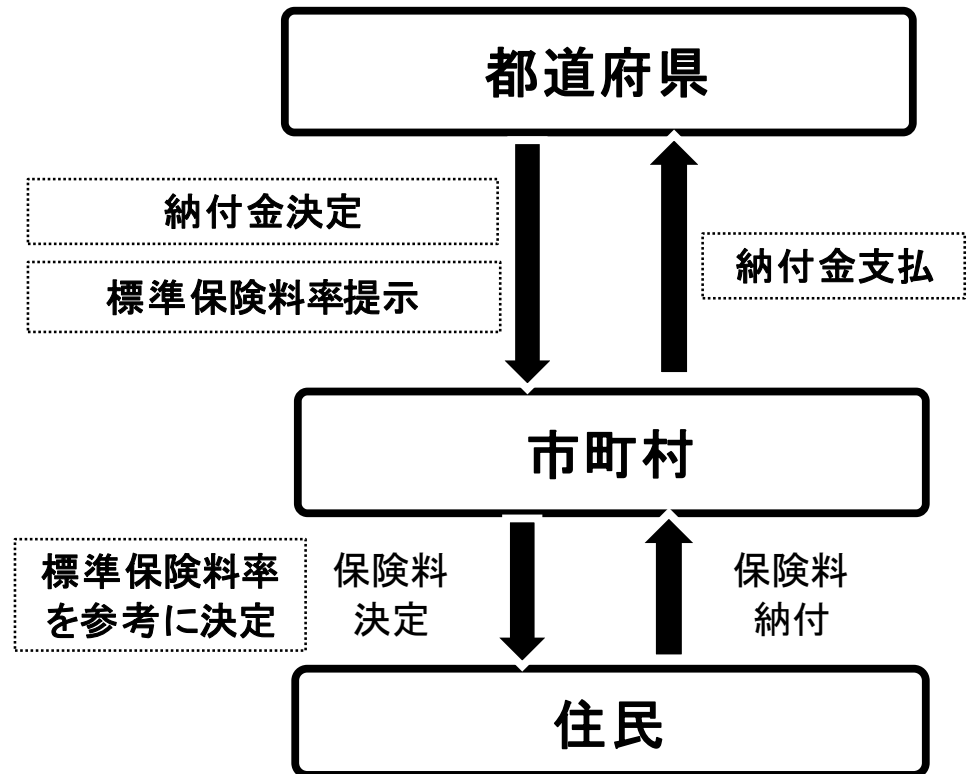 都道府県
納付金決定
標準保険料率提示
納付金支払
市町村
標準保険料率
を参考に決定
保険料
決定
保険料
納付
住民